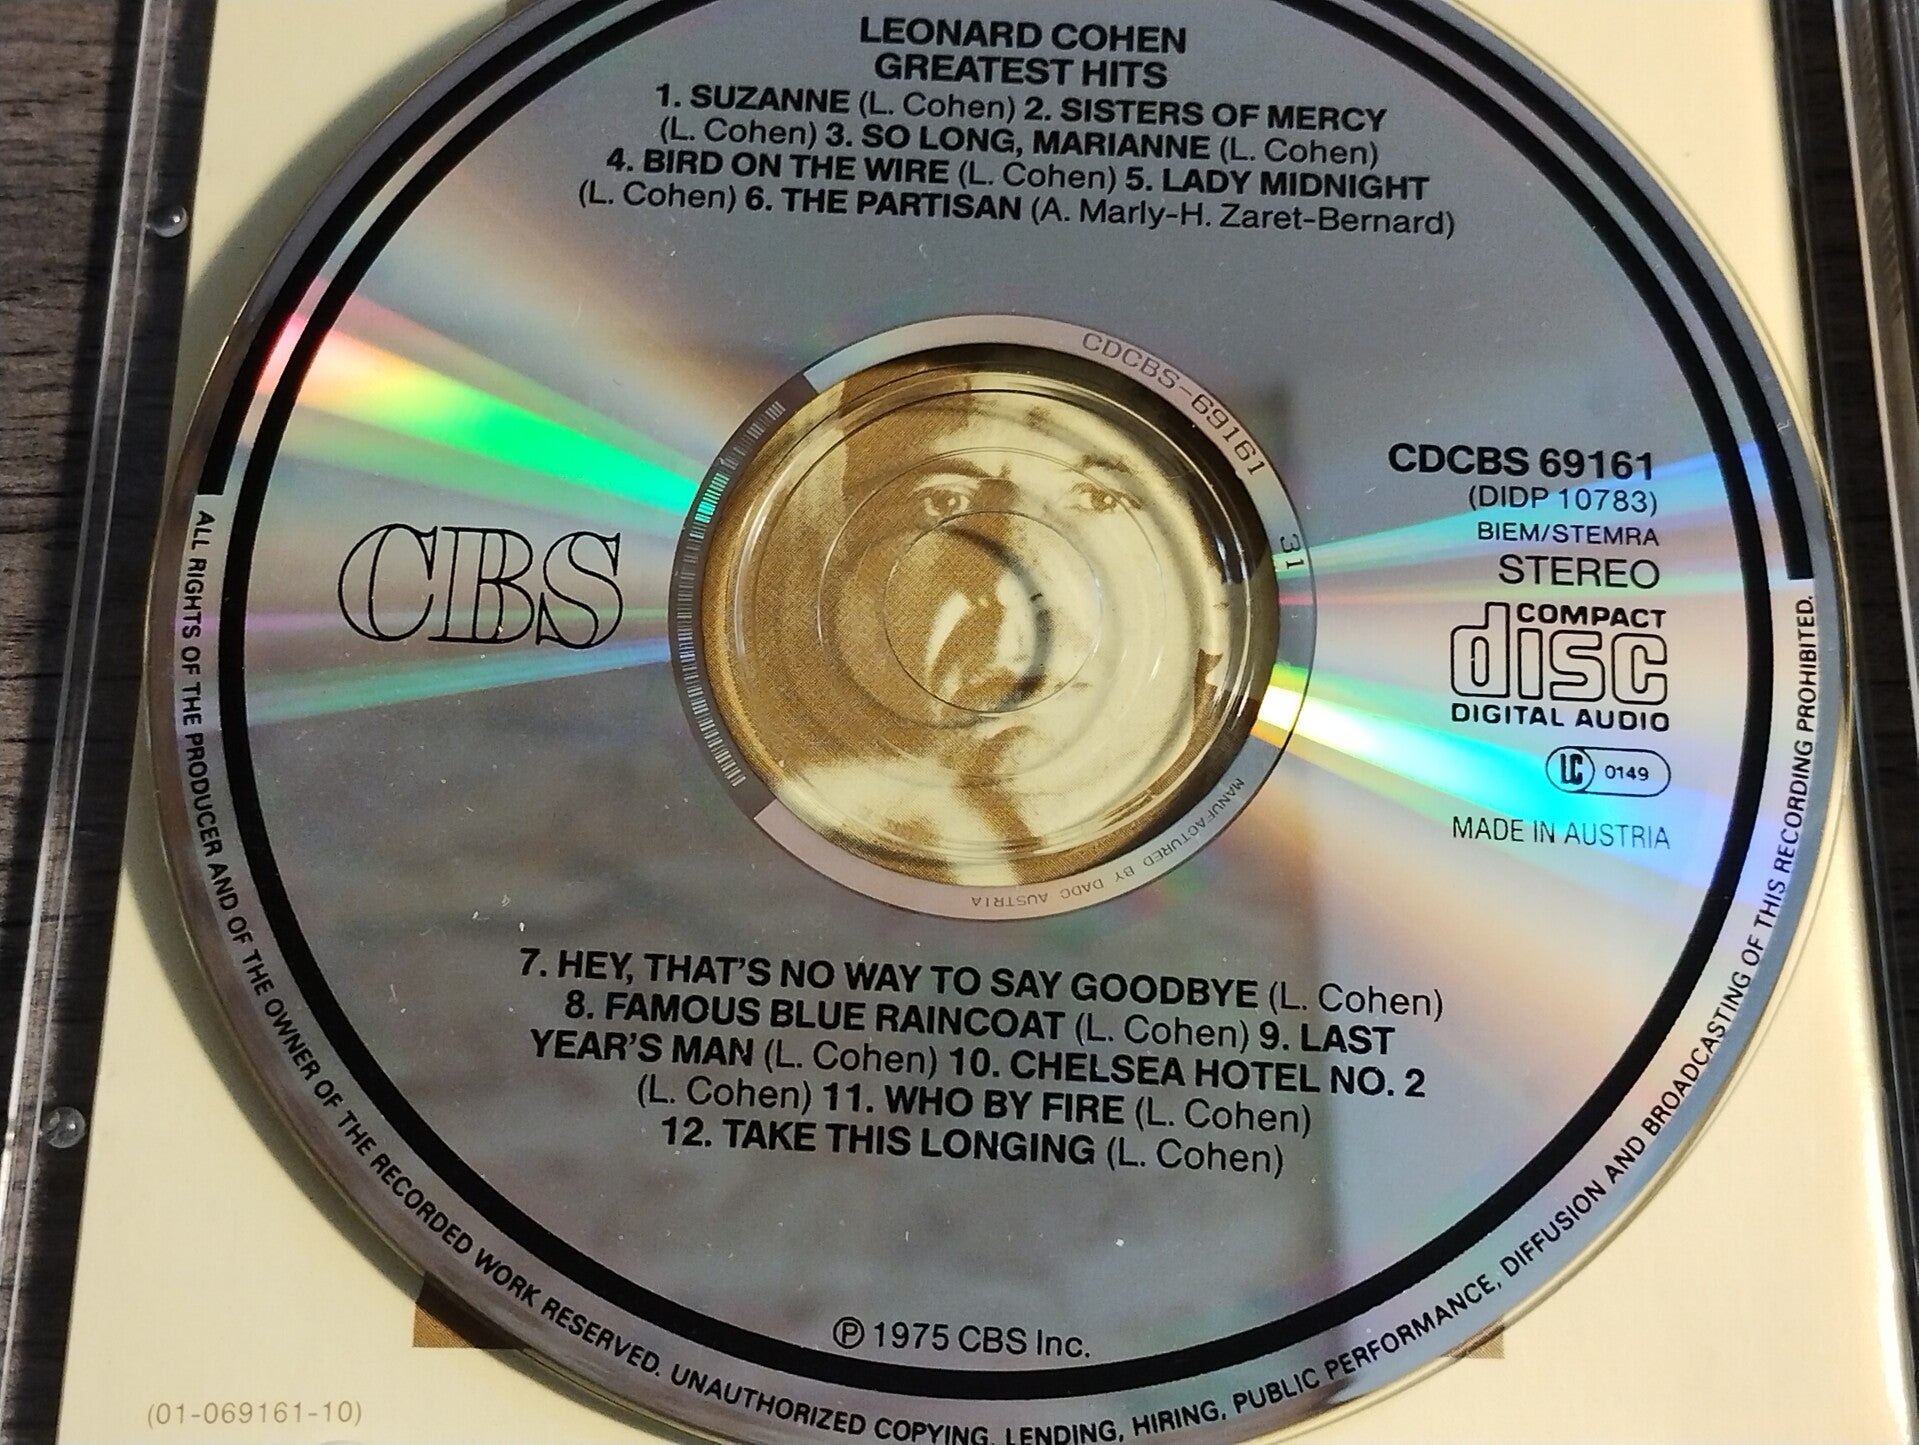 LEONARD COHEN
GREATEST HITS
1. SUZANNE (L. Cohen) 2. SISTERS OF MERCY
(L. Cohen) 3. SO LONG, MARIANNE (L. Cohen)
4. BIRD ON THE WIRE (L. Cohen) 5. LADY MIDNIGHT
(L. Cohen) 6. THE PARTISAN (A. Marly-H. Zaret-Bernard)
CDCBS-69161
31
MANUFACTURED BY DADC AUSTRIA
CBS
CDCBS 69161
(DIDP 10783)
BIEM/STEMRA
STEREO
COMPACT
disc
DIGITAL AUDIO
LC 0149
MADE IN AUSTRIA
7. HEY, THAT'S NO WAY TO SAY GOODBYE (L. Cohen)
8. FAMOUS BLUE RAINCOAT (L. Cohen) 9. LAST
YEAR'S MAN (L. Cohen) 10. CHELSEA HOTEL NO. 2
(L. Cohen) 11. WHO BY FIRE (L. Cohen)
12. TAKE THIS LONGING (L. Cohen)
℗ 1975 CBS Inc.
ALL RIGHTS OF THE PRODUCER AND OF THE OWNER OF THE RECORDED WORK RESERVED. UNAUTHORIZED COPYING, LENDING, HIRING, PUBLIC PERFORMANCE, DIFFUSION AND BROADCASTING OF THIS RECORDING PROHIBITED.
(01-069161-10)